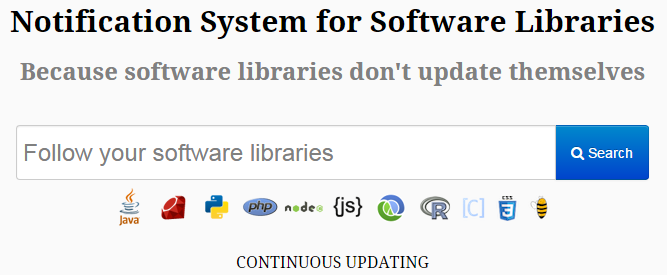 Notification System for Software Libraries
Because software libraries don't update themselves
Follow your software libraries
Search
Java php node {js} R [C] CSS 3
CONTINUOUS UPDATING